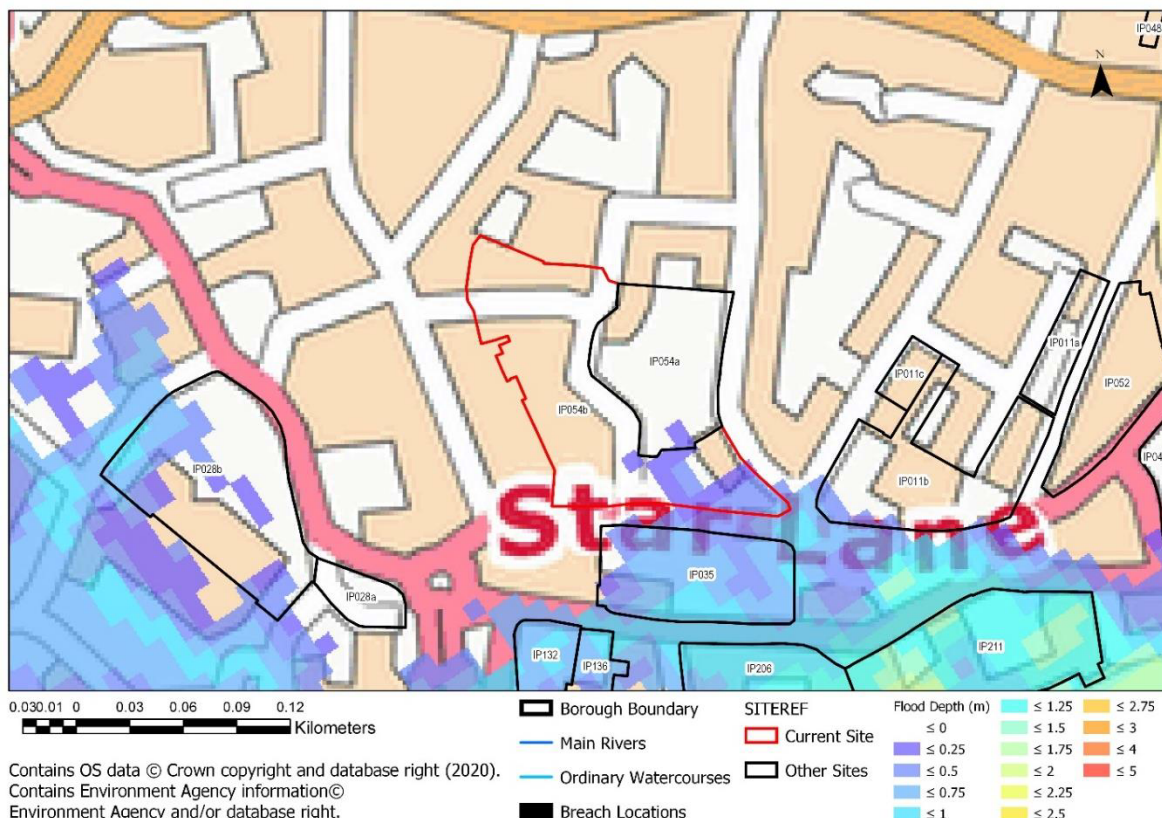 IP048
N
IP054a
IP011a
IP011c
IP052
IP054b
IP04
IP028b
IP011b
Star Lane
IP035
IP028a
IP132
IP136
IP206
IP211
0.03 0.01 0 0.03 0.06 0.09 0.12
Kilometers
Contains OS data © Crown copyright and database right (2020).
Contains Environment Agency information©
Environment Agency and/or database right.
Borough Boundary
Main Rivers
Ordinary Watercourses
Breach Locations
SITEREF
Current Site
Other Sites
Flood Depth (m)
≤ 0
≤ 0.25
≤ 0.5
≤ 0.75
≤ 1
≤ 1.25
≤ 1.5
≤ 1.75
≤ 2
≤ 2.25
≤ 2.5
≤ 2.75
≤ 3
≤ 4
≤ 5